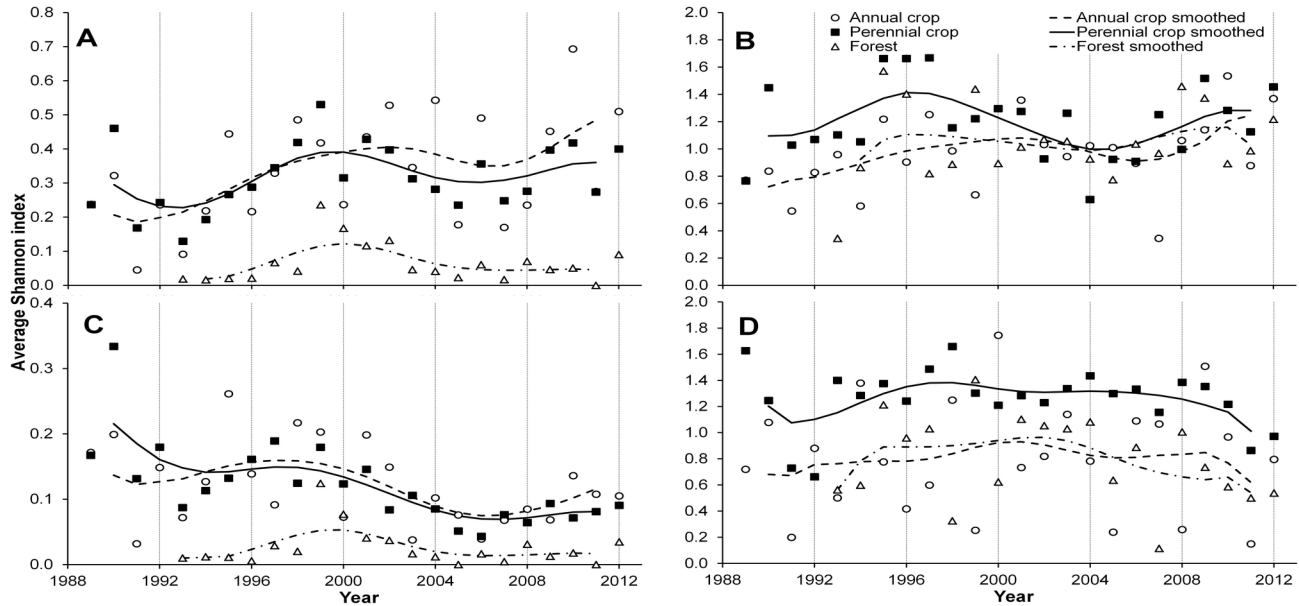 A
B
Annual crop
Annual crop smoothed
Perennial crop
Perennial crop smoothed
Forest
Forest smoothed
0.8
0.7
0.6
0.5
0.4
0.3
0.2
0.1
0.0
2.0
1.8
1.6
1.4
1.2
1.0
0.8
0.6
0.4
0.2
0.0
Average Shannon index
C
D
0.4
0.3
0.2
0.1
0.0
2.0
1.8
1.6
1.4
1.2
1.0
0.8
0.6
0.4
0.2
0.0
1988 1992 1996 2000 2004 2008 2012
Year
1988 1992 1996 2000 2004 2008 2012
Year